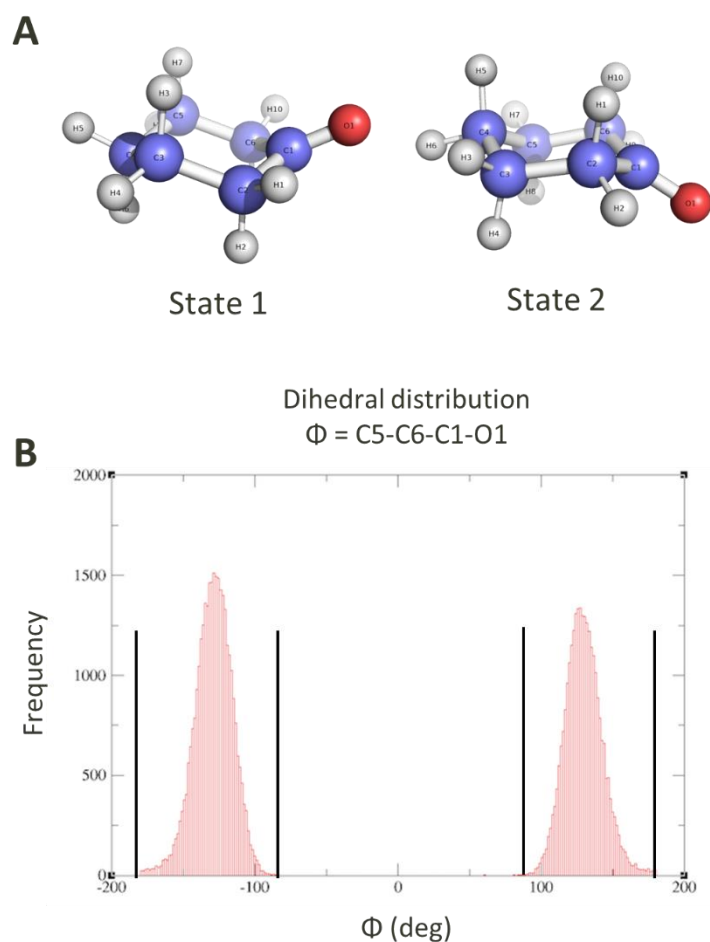 A
H7
H3
H10
H5
C5
O1
C6
C1
C3
H4
C2
H1
H2
H5
H10
H1
H7
C4
C6
H6
C5
H3
C2
C1
C3
H8
H2
O1
H4
State 1
State 2
Dihedral distribution
Φ = C5-C6-C1-O1
B
2000
1500
1000
500
0
Frequency
-200
-100
0
100
200
Φ (deg)